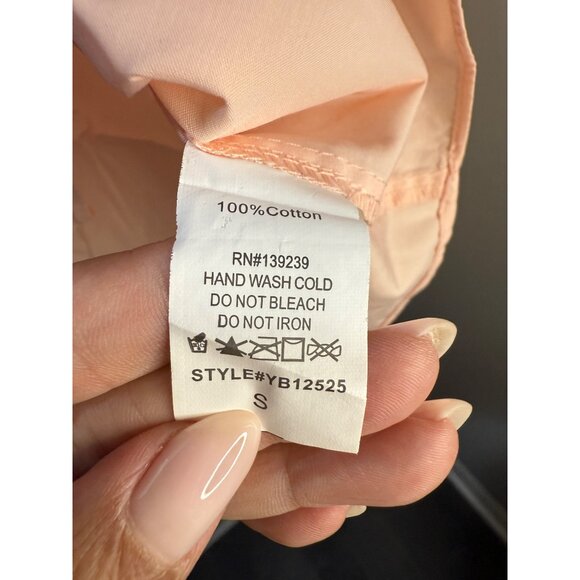 100%Cotton
RN#139239
HAND WASH COLD
DO NOT BLEACH
DO NOT IRON
STYLE#YB12525
S